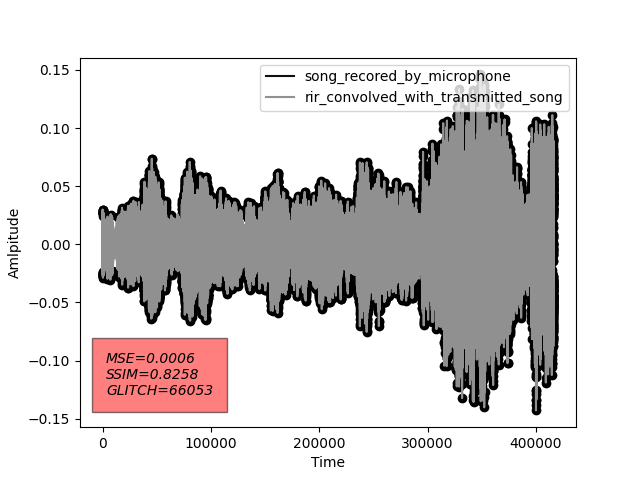 0.15
0.10
0.05
0.00
−0.05
−0.10
−0.15
Amlpitude
song_recored_by_microphone
rir_convolved_with_transmitted_song
MSE=0.0006
SSIM=0.8258
GLITCH=66053
0
100000
200000
300000
400000
Time